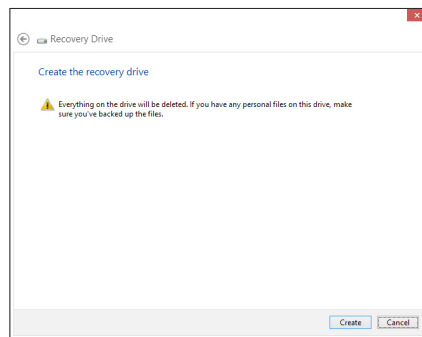 Recovery Drive
Create the recovery drive
Everything on the drive will be deleted. If you have any personal files on this drive, make
sure you've backed up the files.
Create Cancel